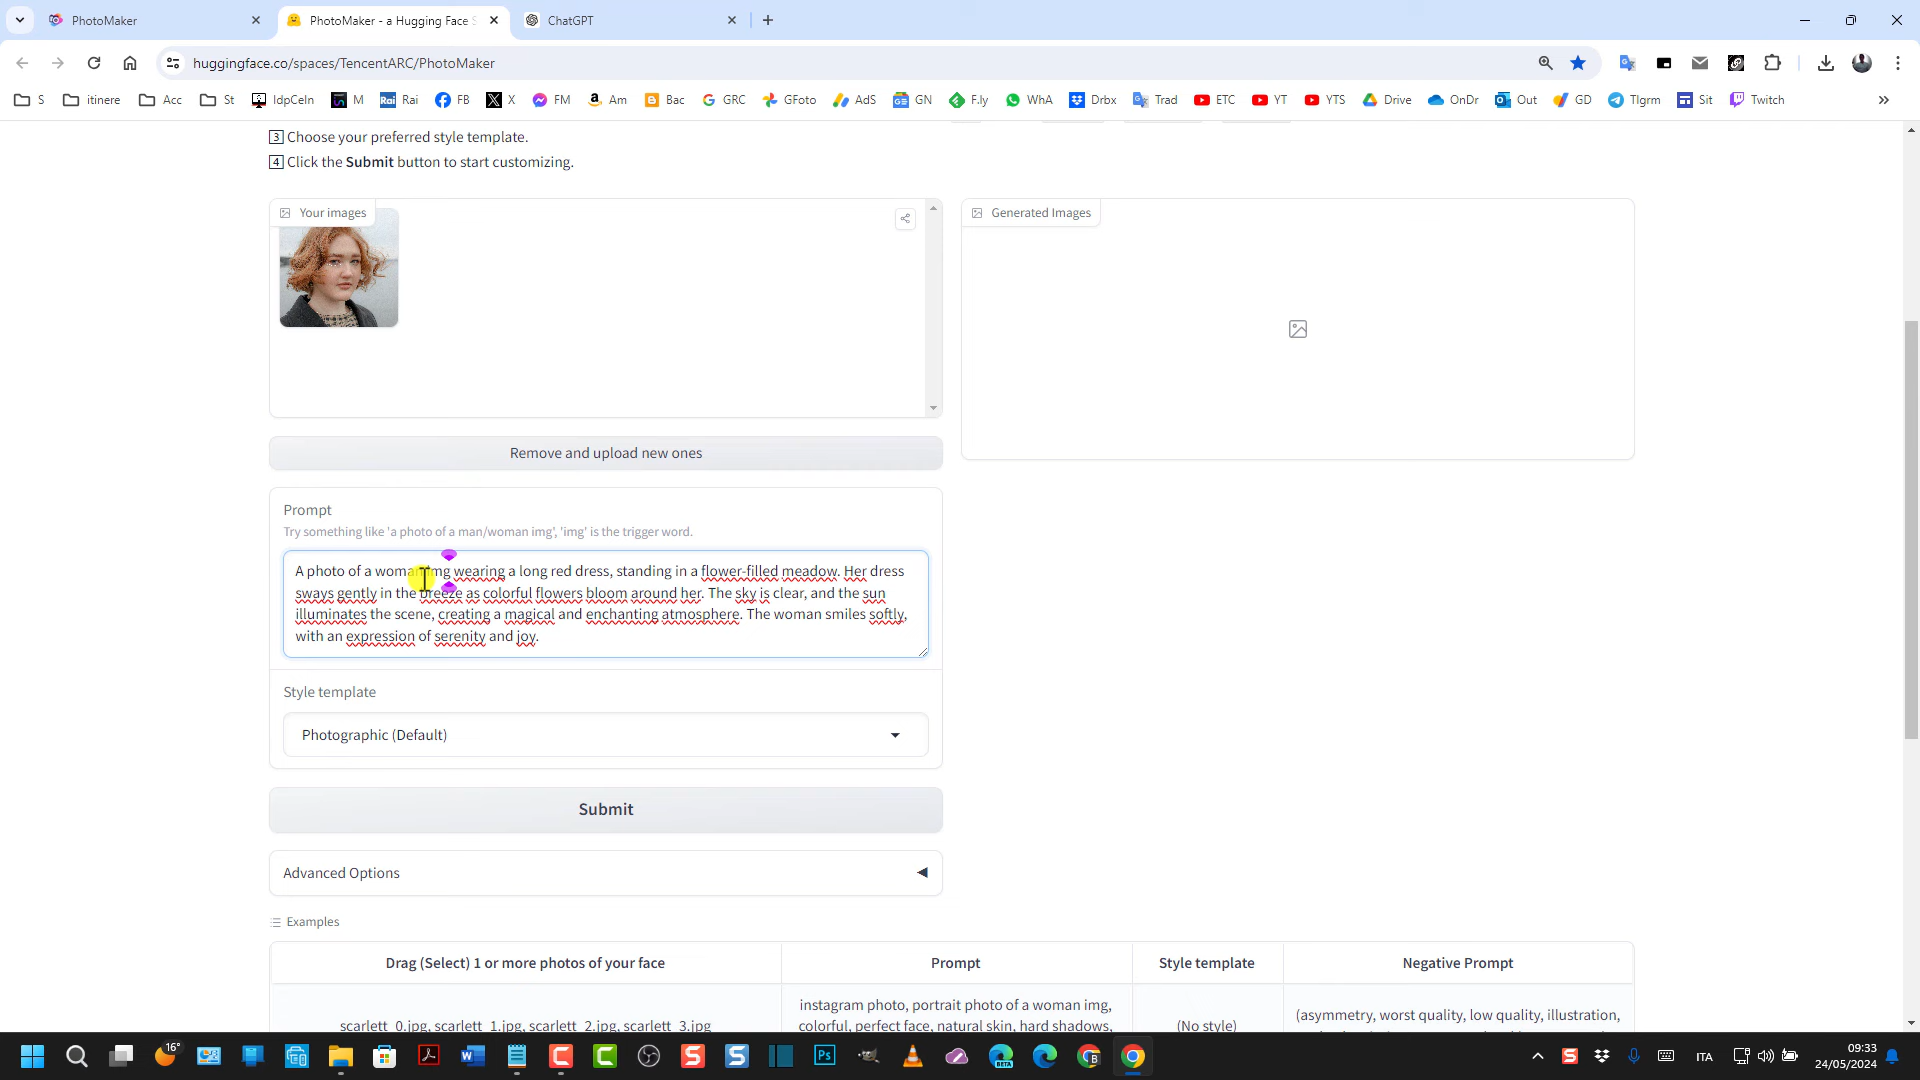 PhotoMaker
PhotoMaker - a Hugging Face S
ChatGPT
huggingface.co/spaces/TencentARC/PhotoMaker
S
itinere
Acc
St
IdpCeIn
M
Rai
FB
X
FM
Am
Bac
GRC
GFoto
AdS
GN
F.ly
WhA
Drbx
Trad
ETC
YT
YTS
Drive
OnDr
Out
GD
Tlgrm
Sit
Twitch
3 Choose your preferred style template.
4 Click the Submit button to start customizing.
Your images
Generated Images
Remove and upload new ones
Prompt
Try something like 'a photo of a man/woman img', 'img' is the trigger word.
A photo of a woman img wearing a long red dress, standing in a flower-filled meadow. Her dress
sways gently in the breeze as colorful flowers bloom around her. The sky is clear, and the sun
illuminates the scene, creating a magical and enchanting atmosphere. The woman smiles softly,
with an expression of serenity and joy.
Style template
Photographic (Default)
Submit
Advanced Options
Examples
Drag (Select) 1 or more photos of your face
Prompt
Style template
Negative Prompt
instagram photo, portrait photo of a woman img,
colorful, perfect face, natural skin, hard shadows,
scarlett_0.jpg, scarlett_1.jpg, scarlett_2.jpg, scarlett_3.jpg
(No style)
(asymmetry, worst quality, low quality, illustration,
16°
ITA
09:33
24/05/2024